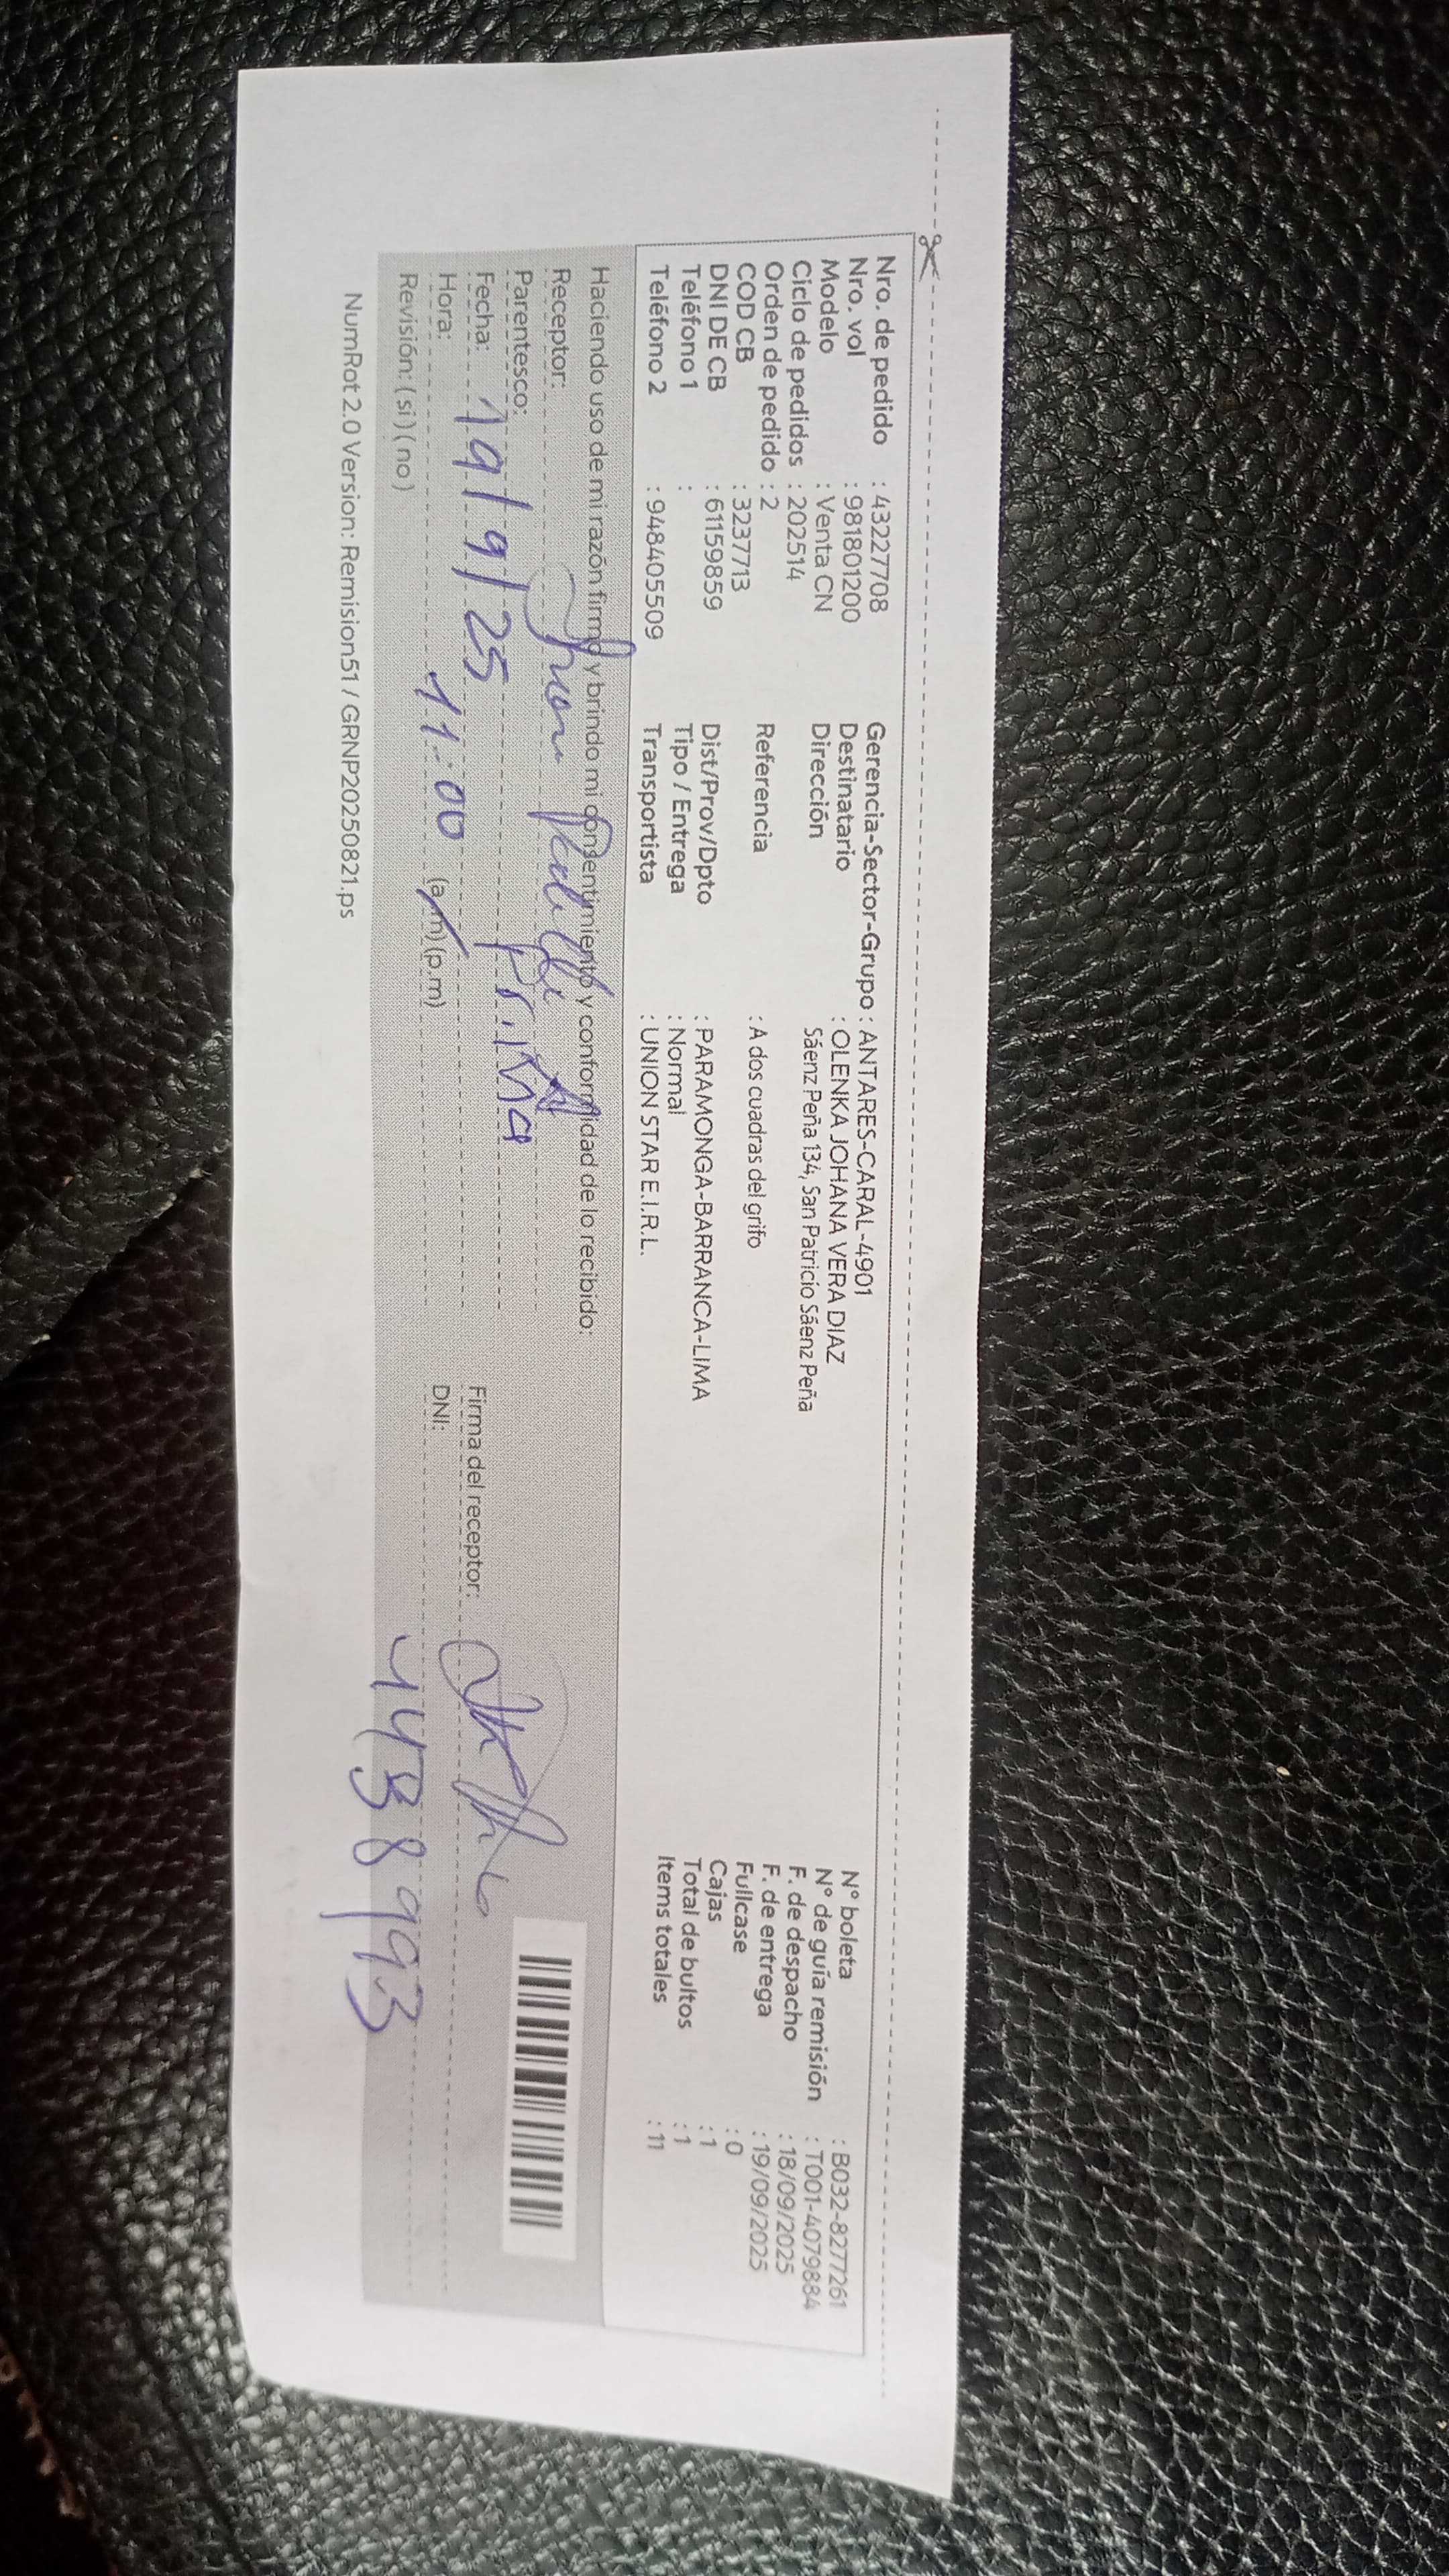 Nro. de pedido : 43227708
Nro. vol : 981801200
Modelo : Venta CN
Ciclo de pedidos : 202514
Orden de pedido : 2
COD CB : 3237713
DNI DE CB : 61159859
Teléfono 1 :
Teléfono 2 : 948405509
Gerencia-Sector-Grupo : ANTARES-CARAL-4901
Destinatario : OLENKA JOHANA VERA DIAZ
Dirección Sáenz Peña 134, San Patricio Sáenz Peña
Referencia : A dos cuadras del grifo
Dist/Prov/Dpto : PARAMONGA-BARRANCA-LIMA
Tipo / Entrega : Normal
Transportista : UNION STAR E.I.R.L.
N° boleta : B032-8277261
N° de guía remisión : T001-4079884
F. de despacho : 18/09/2025
F. de entrega : 19/09/2025
Fullcase : 0
Cajas : 1
Total de bultos : 1
Items totales : 11
Haciendo uso de mi razón firmo y brindo mi consentimiento y conformidad de lo recibido:
Receptor:
Parentesco: Prima
Fecha: 19/9/25
Hora: 11:00 (a.m) (p.m)
Revisión: (si) (no)
Firma del receptor:
DNI:
NumRot 2.0 Version: Remision51 / GRNP20250821.ps